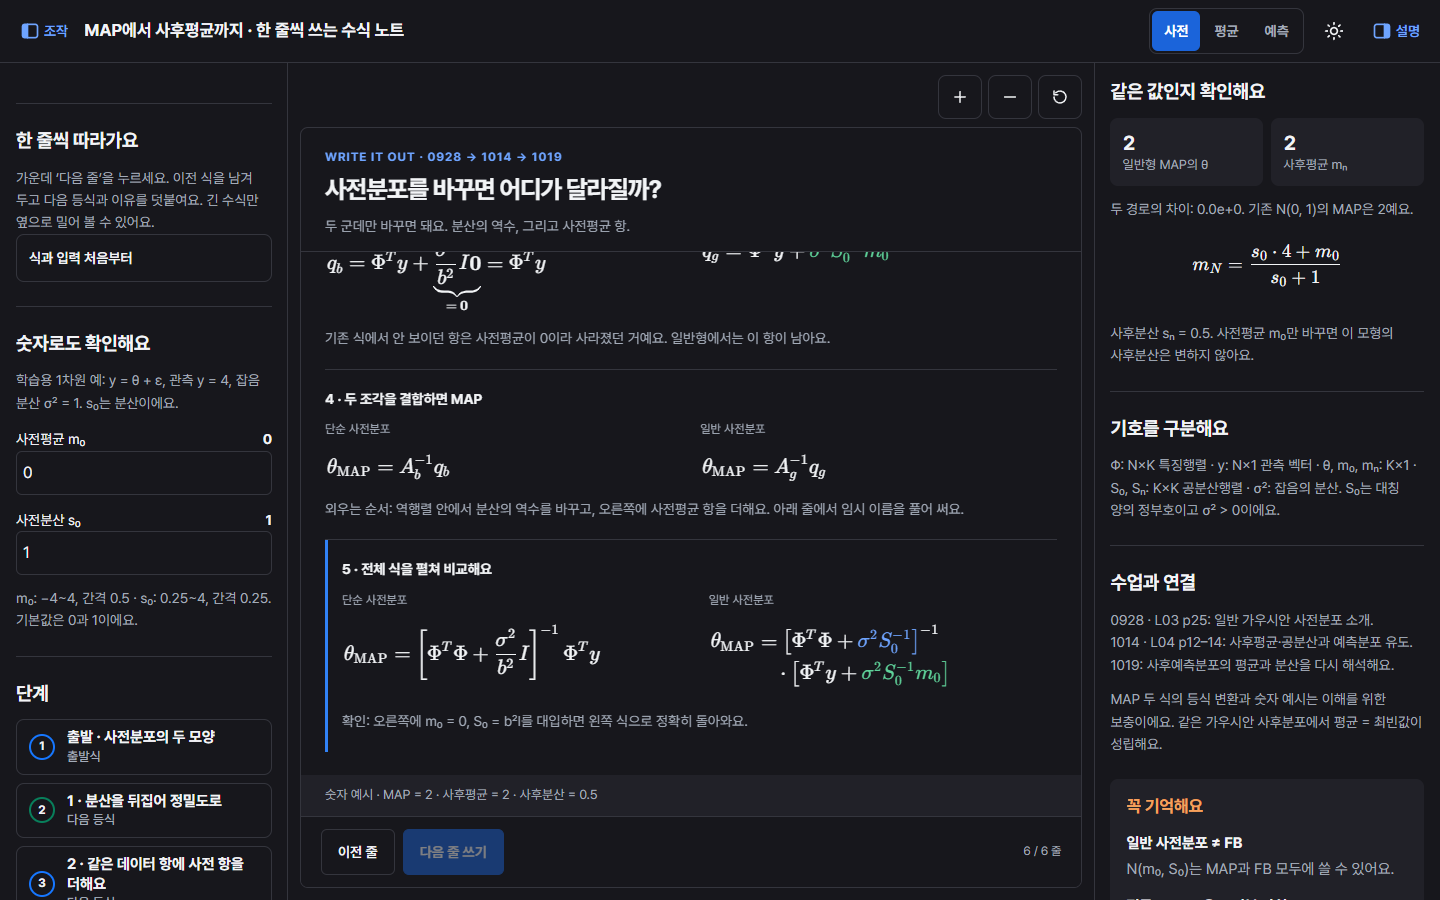 조작
MAP에서 사후평균까지 · 한 줄씩 쓰는 수식 노트
사전 평균 예측
설명
한 줄씩 따라가요
가운데 ‘다음 줄’을 누르세요. 이전 식을 남겨
두고 다음 등식과 이유를 덧붙여요. 긴 수식만
옆으로 밀어 볼 수 있어요.
식과 입력 처음부터
숫자로도 확인해요
학습용 1차원 예: y = θ + ε, 관측 y = 4, 잡음
분산 σ² = 1. s₀는 분산이에요.
사전평균 m₀ 0
0
사전분산 s₀ 1
1
m₀: −4~4, 간격 0.5 · s₀: 0.25~4, 간격 0.25.
기본값은 0과 1이에요.
단계
1 출발 · 사전분포의 두 모양
출발식
2 1 · 분산을 뒤집어 정밀도로
다음 등식
3 2 · 같은 데이터 항에 사전 항을
더해요
WRITE IT OUT · 0928 → 1014 → 1019
사전분포를 바꾸면 어디가 달라질까?
두 군데만 바꾸면 돼요. 분산의 역수, 그리고 사전평균 항.
q_b = Φ^T y + σ²/b² I0 = Φ^T y
= 0
기존 식에서 안 보이던 항은 사전평균이 0이라 사라졌던 거예요. 일반형에서는 이 항이 남아요.
4 · 두 조각을 결합하면 MAP
단순 사전분포 일반 사전분포
θ_MAP = A_b^{-1} q_b θ_MAP = A_g^{-1} q_g
외우는 순서: 역행렬 안에서 분산의 역수를 바꾸고, 오른쪽에 사전평균 항을 더해요. 아래 줄에서 임시 이름을 풀어 써요.
5 · 전체 식을 펼쳐 비교해요
단순 사전분포 일반 사전분포
θ_MAP = [Φ^T Φ + σ²/b² I]^{-1} Φ^T y θ_MAP = [Φ^T Φ + σ² S_0^{-1}]^{-1}
· [Φ^T y + σ² S_0^{-1} m_0]
확인: 오른쪽에 m₀ = 0, S₀ = b²I를 대입하면 왼쪽 식으로 정확히 돌아와요.
숫자 예시 · MAP = 2 · 사후평균 = 2 · 사후분산 = 0.5
이전 줄 다음 줄 쓰기 6 / 6 줄
같은 값인지 확인해요
2 2
일반형 MAP의 θ 사후평균 mₙ
두 경로의 차이: 0.0e+0. 기존 N(0, 1)의 MAP은 2예요.
m_N = (s_0 · 4 + m_0) / (s_0 + 1)
사후분산 sₙ = 0.5. 사전평균 m₀만 바꾸면 이 모형의
사후분산은 변하지 않아요.
기호를 구분해요
Φ: N×K 특징행렬 · y: N×1 관측 벡터 · θ, m₀, mₙ: K×1 ·
S₀, Sₙ: K×K 공분산행렬 · σ²: 잡음의 분산. S₀는 대칭
양의 정부호이고 σ² > 0이에요.
수업과 연결
0928 · L03 p25: 일반 가우시안 사전분포 소개.
1014 · L04 p12–14: 사후평균·공분산과 예측분포 유도.
1019: 사후예측분포의 평균과 분산을 다시 해석해요.
MAP 두 식의 등식 변환과 숫자 예시는 이해를 위한
보충이에요. 같은 가우시안 사후분포에서 평균 = 최빈값이
성립해요.
꼭 기억해요
일반 사전분포 ≠ FB
N(m₀, S₀)는 MAP과 FB 모두에 쓸 수 있어요.